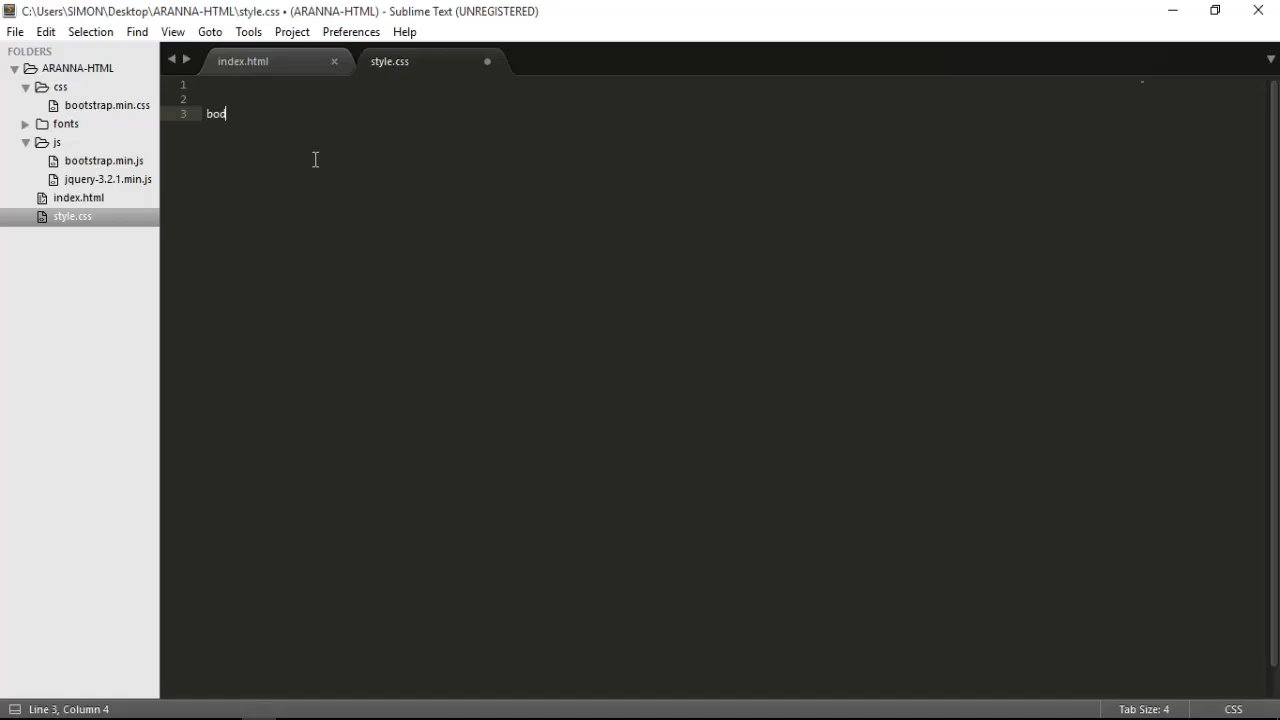 C:\Users\SIMON\Desktop\ARANNA-HTML\style.css • (ARANNA-HTML) - Sublime Text (UNREGISTERED)
File Edit Selection Find View Goto Tools Project Preferences Help
FOLDERS
ARANNA-HTML
css
bootstrap.min.css
fonts
js
bootstrap.min.js
jquery-3.2.1.min.js
index.html
style.css
index.html style.css
1
2
3 bod
Line 3, Column 4 Tab Size: 4 CSS